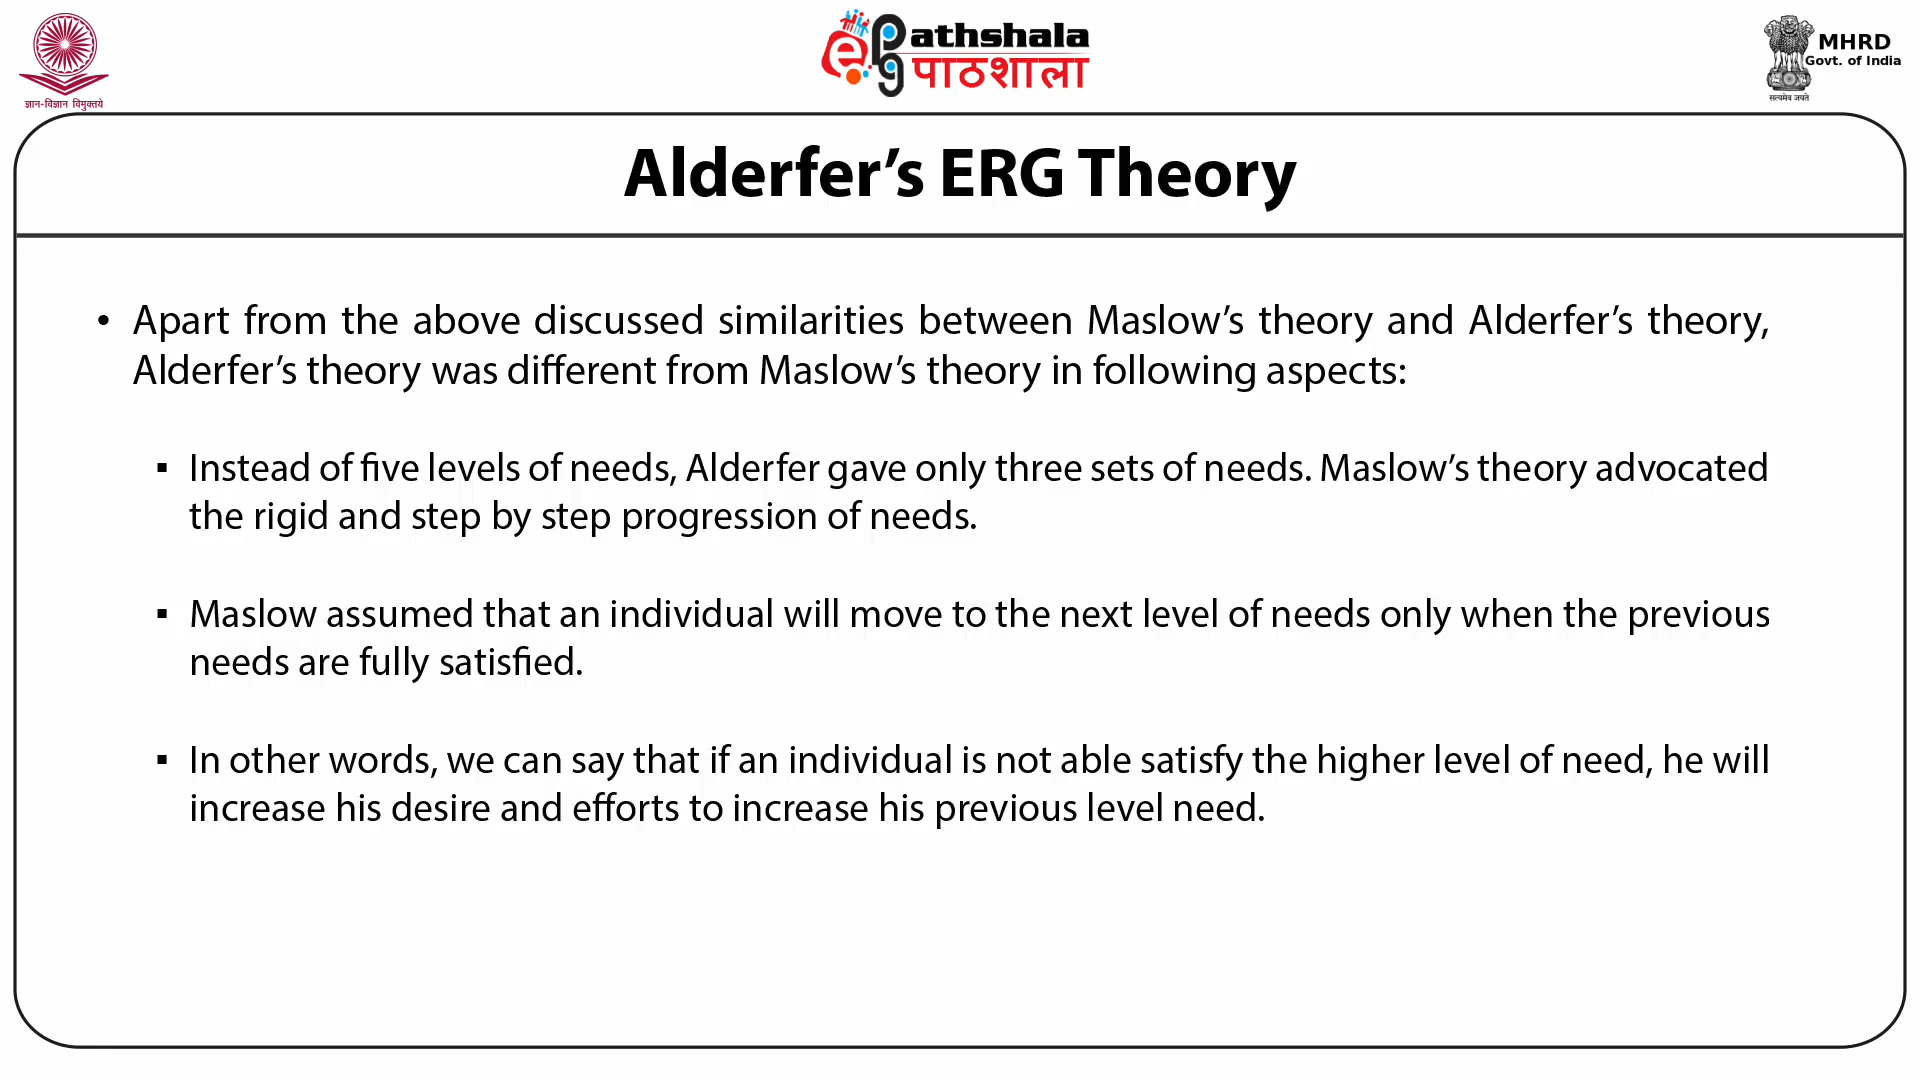 ज्ञान-विज्ञान विमुक्तये
e Pathshala
पाठशाला
MHRD
Govt. of India
सत्यमेव जयते
Alderfer’s ERG Theory
• Apart from the above discussed similarities between Maslow’s theory and Alderfer’s theory,
Alderfer’s theory was different from Maslow’s theory in following aspects:
▪ Instead of five levels of needs, Alderfer gave only three sets of needs. Maslow’s theory advocated
the rigid and step by step progression of needs.
▪ Maslow assumed that an individual will move to the next level of needs only when the previous
needs are fully satisfied.
▪ In other words, we can say that if an individual is not able satisfy the higher level of need, he will
increase his desire and efforts to increase his previous level need.